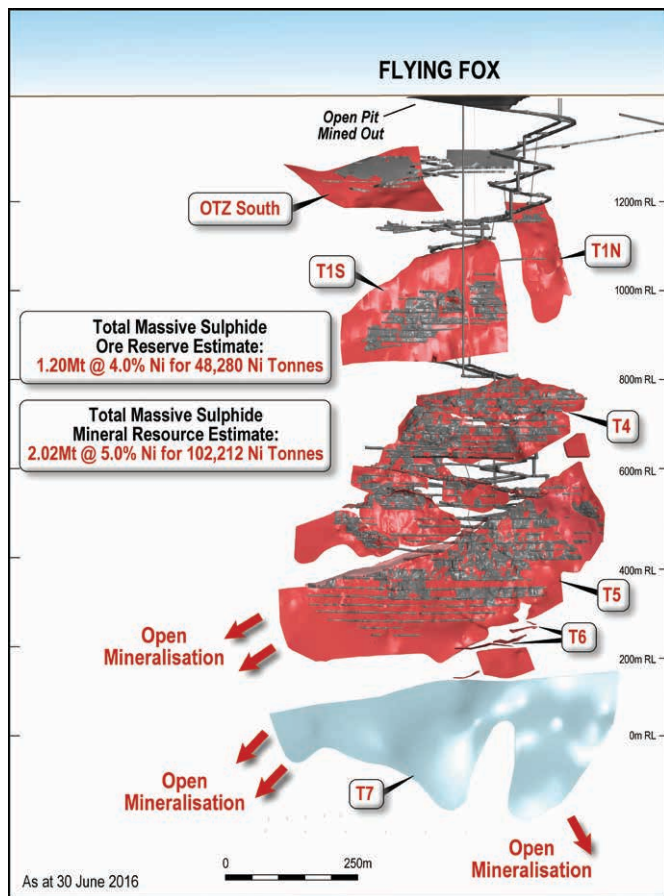 FLYING FOX
Open Pit
Mined Out
1200m RL
OTZ South
T1N
T1S
1000m RL
Total Massive Sulphide
Ore Reserve Estimate:
1.20Mt @ 4.0% Ni for 48,280 Ni Tonnes
800m RL
Total Massive Sulphide
Mineral Resource Estimate:
2.02Mt @ 5.0% Ni for 102,212 Ni Tonnes
T4
600m RL
400m RL
T5
Open
Mineralisation
T6
200m RL
0m RL
Open
Mineralisation
T7
Open
Mineralisation
0
250m
As at 30 June 2016